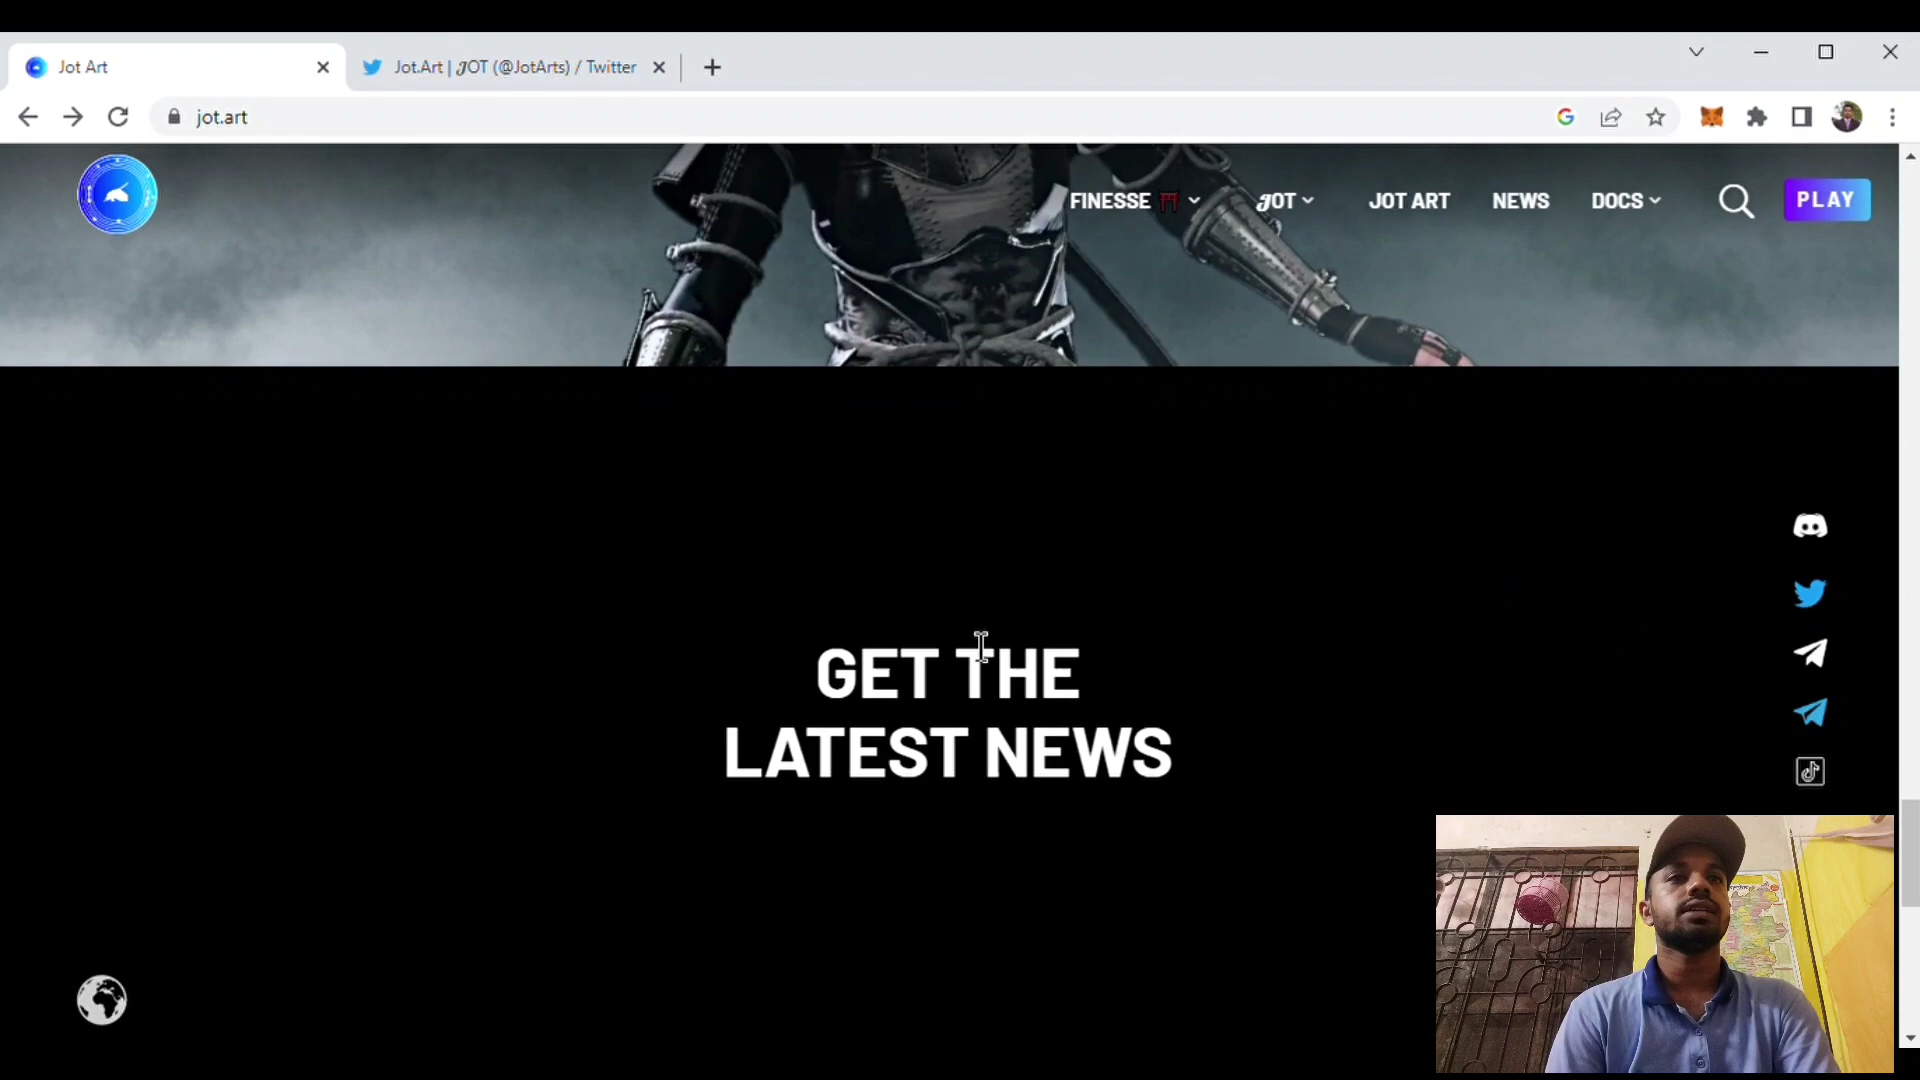 Jot Art
Jot.Art | 𝒥OT (@JotArts) / Twitter
jot.art
FINESSE
𝒥OT
JOT ART
NEWS
DOCS
PLAY
GET THE
LATEST NEWS